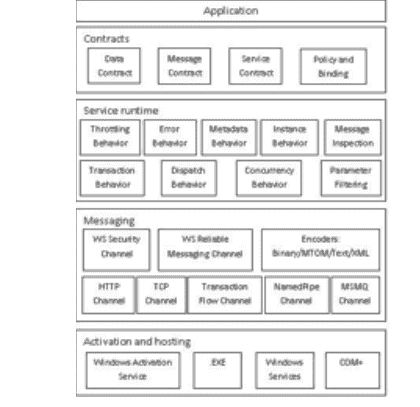 Application
Contracts
Data Message Service Policy and
Contract Contract Contract Binding
Service runtime
Throttling Error Metadata Instance Message
Behavior Behavior Behavior Behavior Inspection
Transaction Dispatch Concurrency Parameter
Behavior Behavior Behavior Filtering
Messaging
WS Security WS Reliable Encoders:
Channel Messaging Channel Binary/MTOM/Text/XML
HTTP TCP Transaction NamedPipe MSMQ
Channel Channel Flow Channel Channel Channel
Activation and hosting
Windows Activation .EXE Windows COM+
Service Services